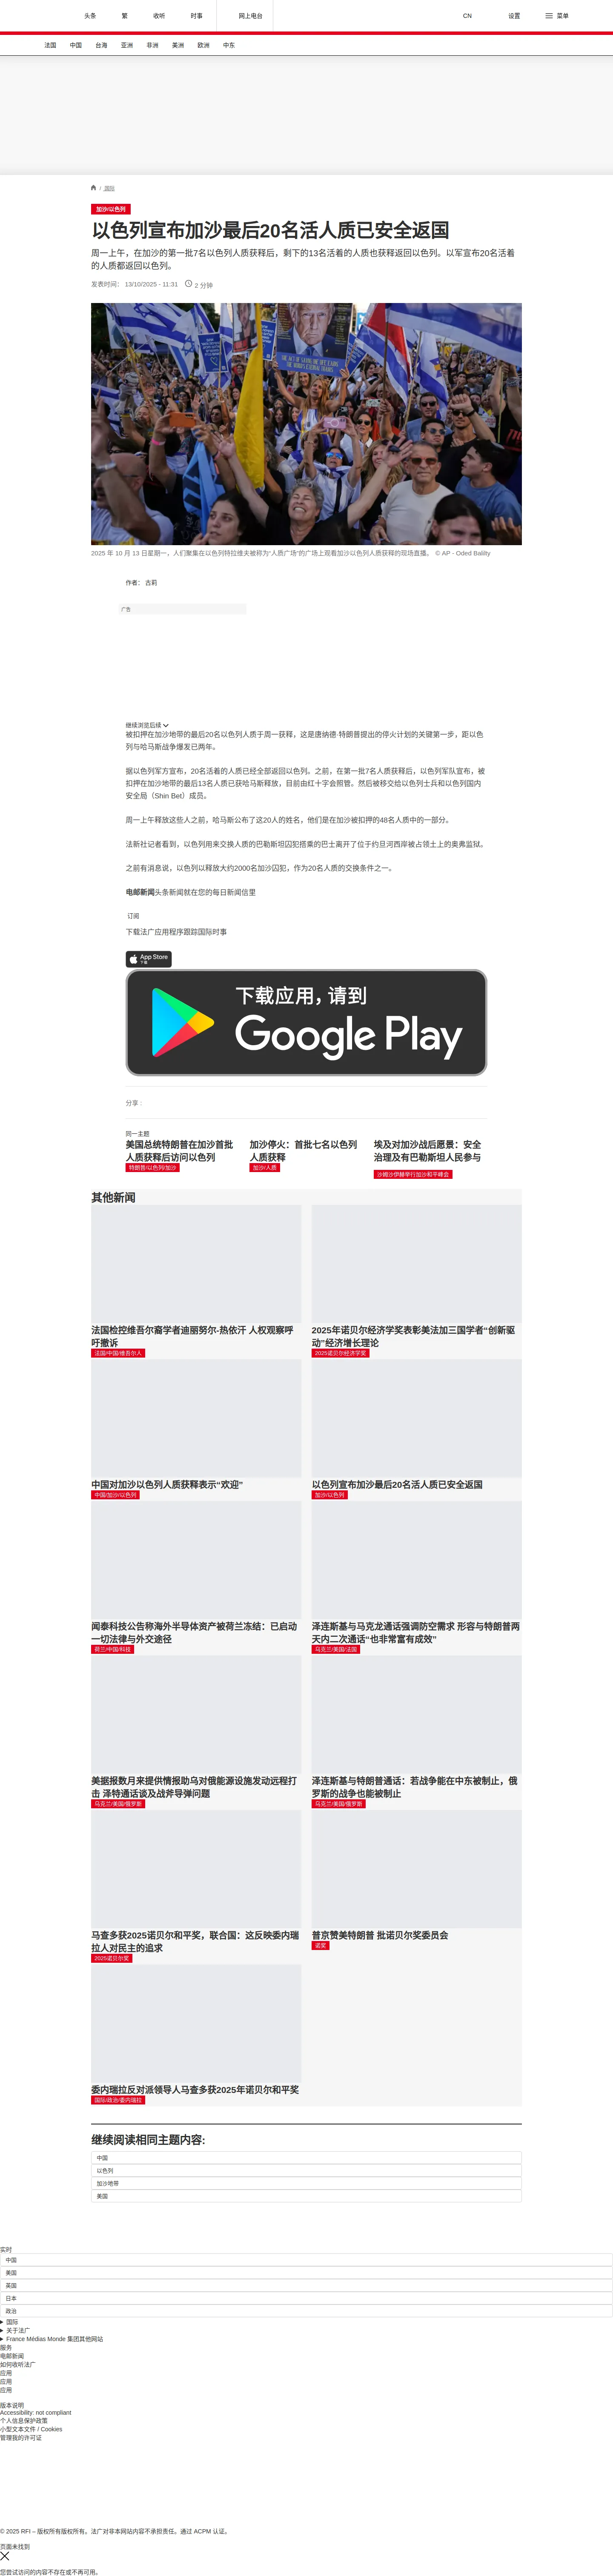 头条
繁
收听
时事
网上电台
CN
设置
菜单
法国
中国
台海
亚洲
非洲
美洲
欧洲
中东
/ 国际
加沙/以色列
以色列宣布加沙最后20名活人质已安全返国
周一上午，在加沙的第一批7名以色列人质获释后，剩下的13名活着的人质也获释返回以色列。以军宣布20名活着
的人质都返回以色列。
发表时间： 13/10/2025 - 11:31
2 分钟
2025 年 10 月 13 日星期一，人们聚集在以色列特拉维夫被称为“人质广场”的广场上观看加沙以色列人质获释的现场直播。 © AP - Oded Balilty
作者： 古莉
广告
继续浏览后续
被扣押在加沙地带的最后20名以色列人质于周一获释，这是唐纳德·特朗普提出的停火计划的关键第一步，距以色
列与哈马斯战争爆发已两年。
据以色列军方宣布，20名活着的人质已经全部返回以色列。之前，在第一批7名人质获释后，以色列军队宣布，被
扣押在加沙地带的最后13名人质已获哈马斯释放，目前由红十字会照管。然后被移交给以色列士兵和以色列国内
安全局（Shin Bet）成员。
周一上午释放这些人之前，哈马斯公布了这20人的姓名，他们是在加沙被扣押的48名人质中的一部分。
法新社记者看到，以色列用来交换人质的巴勒斯坦囚犯搭乘的巴士离开了位于约旦河西岸被占领土上的奥弗监狱。
之前有消息说，以色列以释放大约2000名加沙囚犯，作为20名人质的交换条件之一。
电邮新闻头条新闻就在您的每日新闻信里
订阅
下载法广应用程序跟踪国际时事
App Store
下载
下载应用，请到
Google Play
分享 :
同一主题
美国总统特朗普在加沙首批
人质获释后访问以色列
特朗普/以色列/加沙
加沙停火：首批七名以色列
人质获释
加沙/人质
埃及对加沙战后愿景：安全
治理及有巴勒斯坦人民参与
沙姆沙伊赫举行加沙和平峰会
其他新闻
法国检控维吾尔裔学者迪丽努尔-热依汗 人权观察呼
吁撤诉
法国/中国/维吾尔人
2025年诺贝尔经济学奖表彰美法加三国学者“创新驱
动”经济增长理论
2025诺贝尔经济学奖
中国对加沙以色列人质获释表示“欢迎”
中国/加沙/以色列
以色列宣布加沙最后20名活人质已安全返国
加沙/以色列
闻泰科技公告称海外半导体资产被荷兰冻结：已启动
一切法律与外交途径
荷兰/中国/科技
泽连斯基与马克龙通话强调防空需求 形容与特朗普两
天内二次通话“也非常富有成效”
乌克兰/美国/法国
美据报数月来提供情报助乌对俄能源设施发动远程打
击 泽特通话谈及战斧导弹问题
乌克兰/美国/俄罗斯
泽连斯基与特朗普通话：若战争能在中东被制止，俄
罗斯的战争也能被制止
乌克兰/美国/俄罗斯
马查多获2025诺贝尔和平奖，联合国：这反映委内瑞
拉人对民主的追求
2025诺贝尔奖
普京赞美特朗普 批诺贝尔奖委员会
诺奖
委内瑞拉反对派领导人马查多获2025年诺贝尔和平奖
国际/政治/委内瑞拉
继续阅读相同主题内容:
中国
以色列
加沙地带
美国
实时
中国
美国
英国
日本
政治
国际
关于法广
France Médias Monde 集团其他网站
服务
电邮新闻
如何收听法广
应用
应用
应用
版本说明
Accessibility: not compliant
个人信息保护政策
小型文本文件 / Cookies
管理我的许可证
© 2025 RFI – 版权所有版权所有。法广对非本网站内容不承担责任。通过 ACPM 认证。
页面未找到
您尝试访问的内容不存在或不再可用。